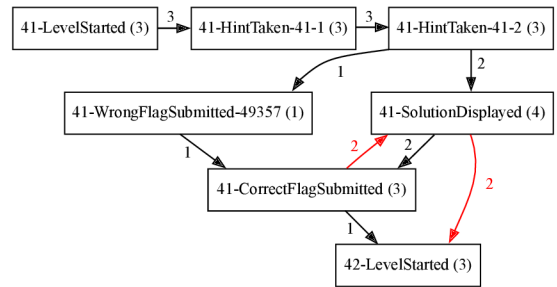 41-LevelStarted (3)
3
41-HintTaken-41-1 (3)
3
41-HintTaken-41-2 (3)
1
2
41-WrongFlagSubmitted-49357 (1)
41-SolutionDisplayed (4)
1
2
2
2
41-CorrectFlagSubmitted (3)
1
42-LevelStarted (3)